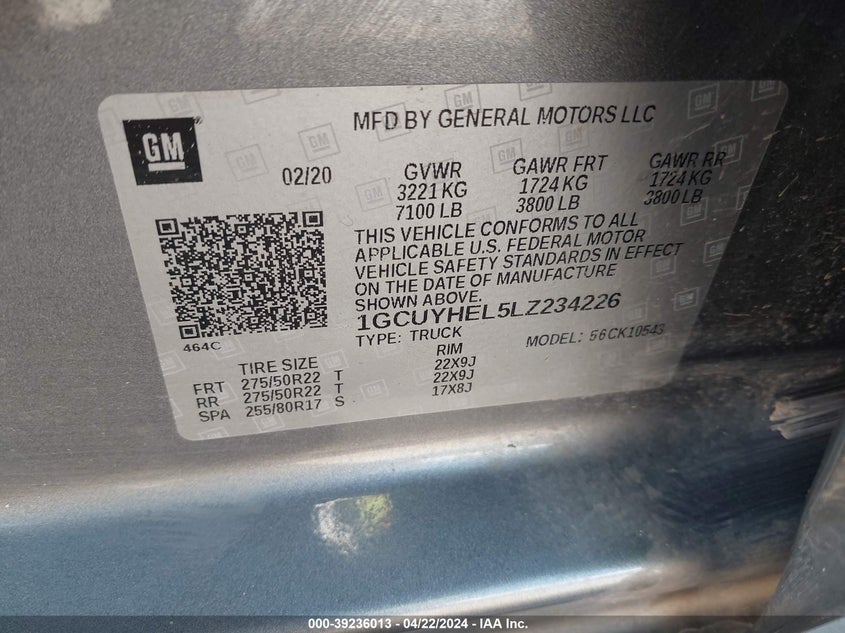 GM
MFD BY GENERAL MOTORS LLC
02/20
GVWR GAWR FRT GAWR RR
3221 KG 1724 KG 1724 KG
7100 LB 3800 LB 3800 LB
THIS VEHICLE CONFORMS TO ALL
APPLICABLE U.S. FEDERAL MOTOR
VEHICLE SAFETY STANDARDS IN EFFECT
ON THE DATE OF MANUFACTURE
SHOWN ABOVE.
1GCUYHEL5LZ234226
464C
TYPE: TRUCK MODEL: 56CK10543
TIRE SIZE RIM
FRT 275/50R22 T 22X9J
RR 275/50R22 T 22X9J
SPA 255/80R17 S 17X8J
000-39236013 - 04/22/2024 - IAA Inc.